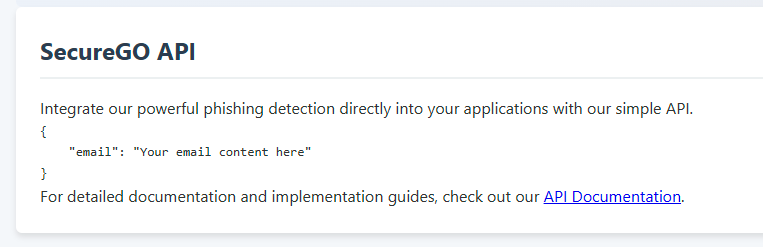 SecureGO API
Integrate our powerful phishing detection directly into your applications with our simple API.
{
    "email": "Your email content here"
}
For detailed documentation and implementation guides, check out our API Documentation.